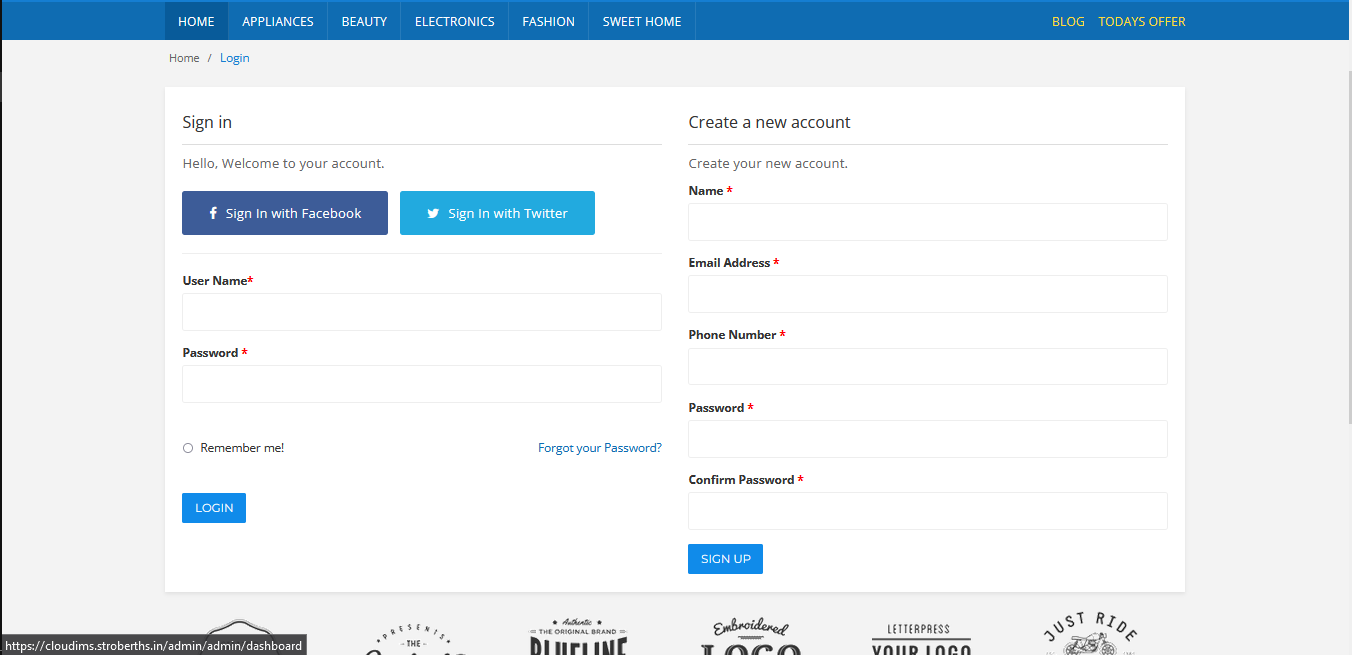 HOME APPLIANCES BEAUTY ELECTRONICS FASHION SWEET HOME BLOG TODAYS OFFER
Home / Login
Sign in
Hello, Welcome to your account.
Sign In with Facebook Sign In with Twitter
User Name*
Password *
Remember me! Forgot your Password?
LOGIN
Create a new account
Create your new account.
Name *
Email Address *
Phone Number *
Password *
Confirm Password *
SIGN UP
PRESENTS
THE
Authentic
THE ORIGINAL BRAND
BLUELINE
Embroidered
LOGO
LETTERPRESS
YOUR LOGO
JUST RIDE
https://cloudims.stroberths.in/admin/admin/dashboard